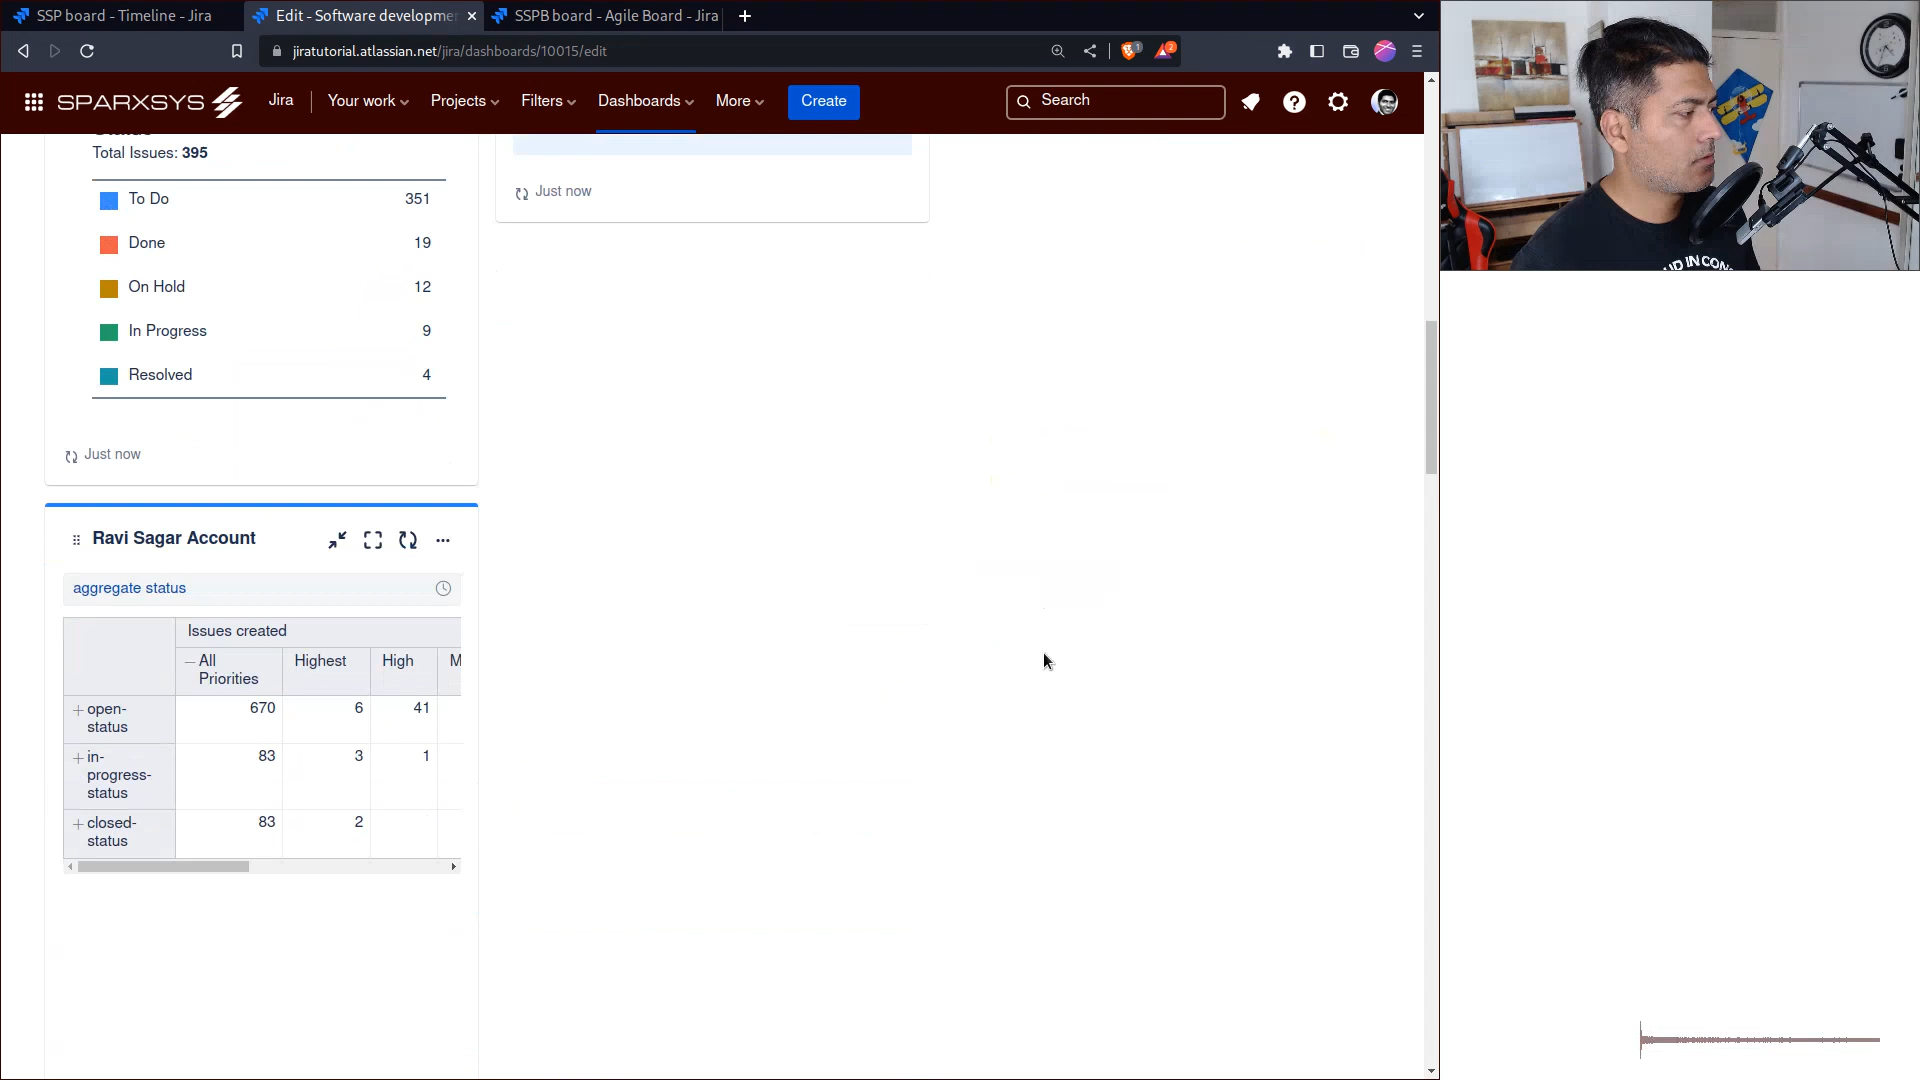 SSP board - Timeline - Jira
Edit - Software developme
SSPB board - Agile Board - Jira
jiratutorial.atlassian.net/jira/dashboards/10015/edit
1
2
SPARXSYS
Jira
Your work
Projects
Filters
Dashboards
More
Create
Search
Total Issues: 395
To Do 351
Done 19
On Hold 12
In Progress 9
Resolved 4
Just now
Just now
Ravi Sagar Account
aggregate status
Issues created
All Priorities Highest High M
open-status 670 6 41
in-progress-status 83 3 1
closed-status 83 2